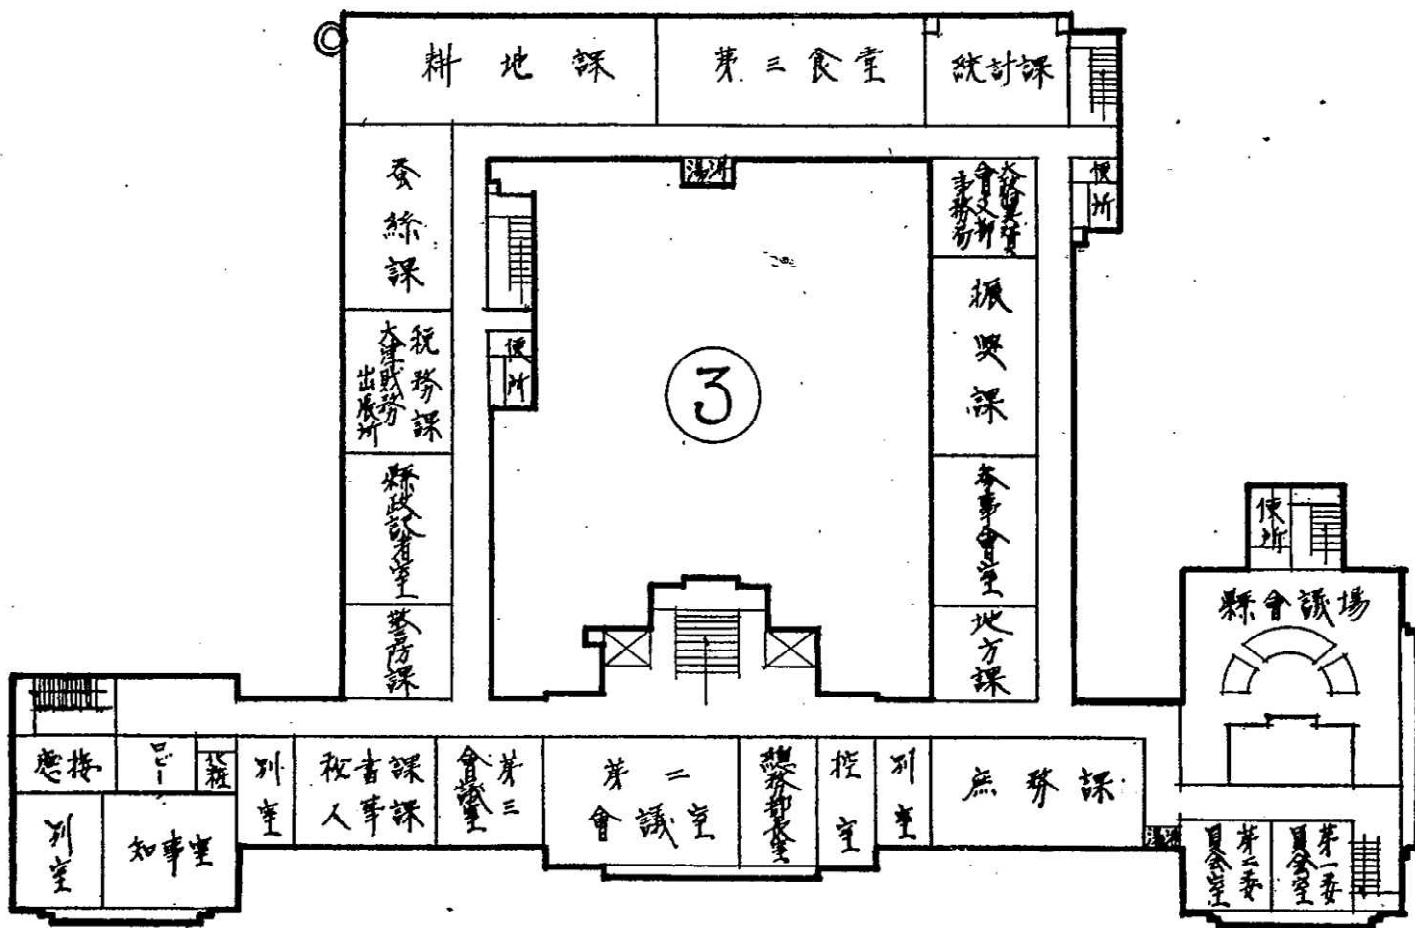 耕地課
第三食堂
統計課
蚕絲課
湯沸
便所
振興課
税務課
大津財務
出張所
便所
3
縣政記者室
参事會室
警防課
地方課
便所
縣會議場
應接
ロビー
化粧
別室
秘書課
人事課
第三
會議室
第二
會議室
總務部長室
控室
別室
庶務課
湯沸
別室
知事室
第二委
員会室
第一委
員会室